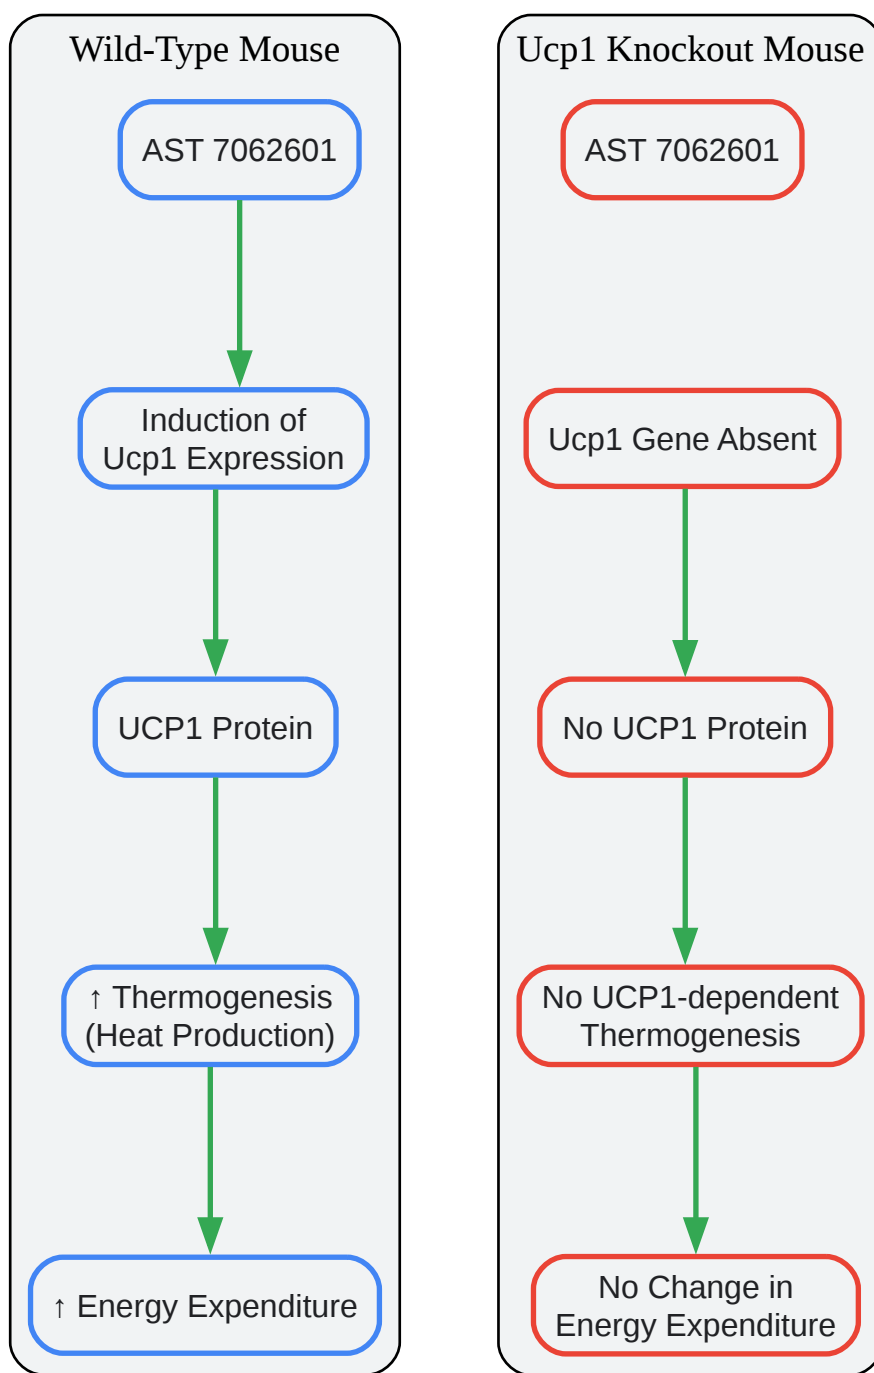 Wild-Type Mouse
AST 7062601
Induction of
Ucp1 Expression
UCP1 Protein
↑ Thermogenesis
(Heat Production)
↑ Energy Expenditure
Ucp1 Knockout Mouse
AST 7062601
Ucp1 Gene Absent
No UCP1 Protein
No UCP1-dependent
Thermogenesis
No Change in
Energy Expenditure